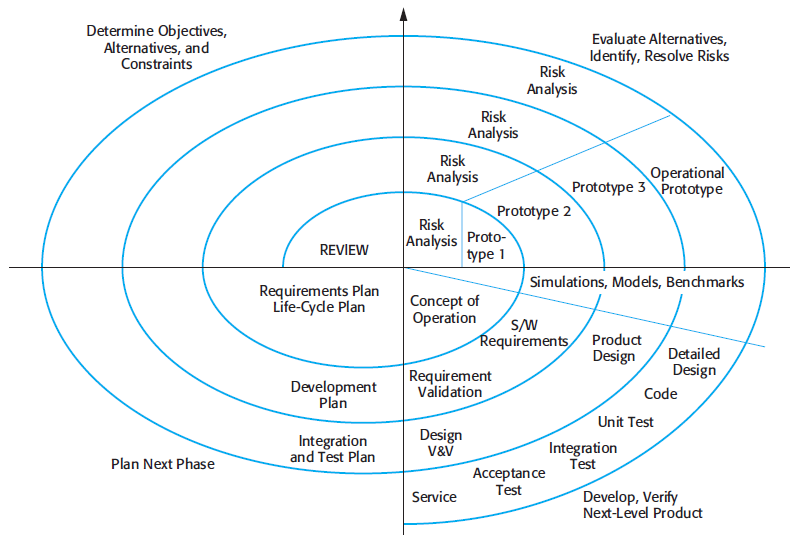 Determine Objectives,
Alternatives, and
Constraints
Evaluate Alternatives,
Identify, Resolve Risks
Risk
Analysis
Risk
Analysis
Risk
Analysis
Risk
Analysis
Operational
Prototype
Prototype 3
Prototype 2
Proto-
type 1
REVIEW
Simulations, Models, Benchmarks
Requirements Plan
Life-Cycle Plan
Concept of
Operation
S/W
Requirements
Product
Design
Detailed
Design
Development
Plan
Requirement
Validation
Code
Unit Test
Integration
and Test Plan
Design
V&V
Integration
Test
Acceptance
Test
Plan Next Phase
Service
Develop, Verify
Next-Level Product